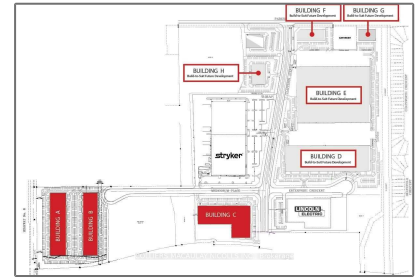 BUILDING F
Build-to-Suit Future Development
BUILDING G
Build-to-Suit Future Development
BUILDING H
Build-to-Suit Future Development
BUILDING E
Build-to-Suit Future Development
stryker
BUILDING D
Build-to-Suit Future Development
BUILDING A
BUILDING B
BUILDING C
LINCOLN
ELECTRIC